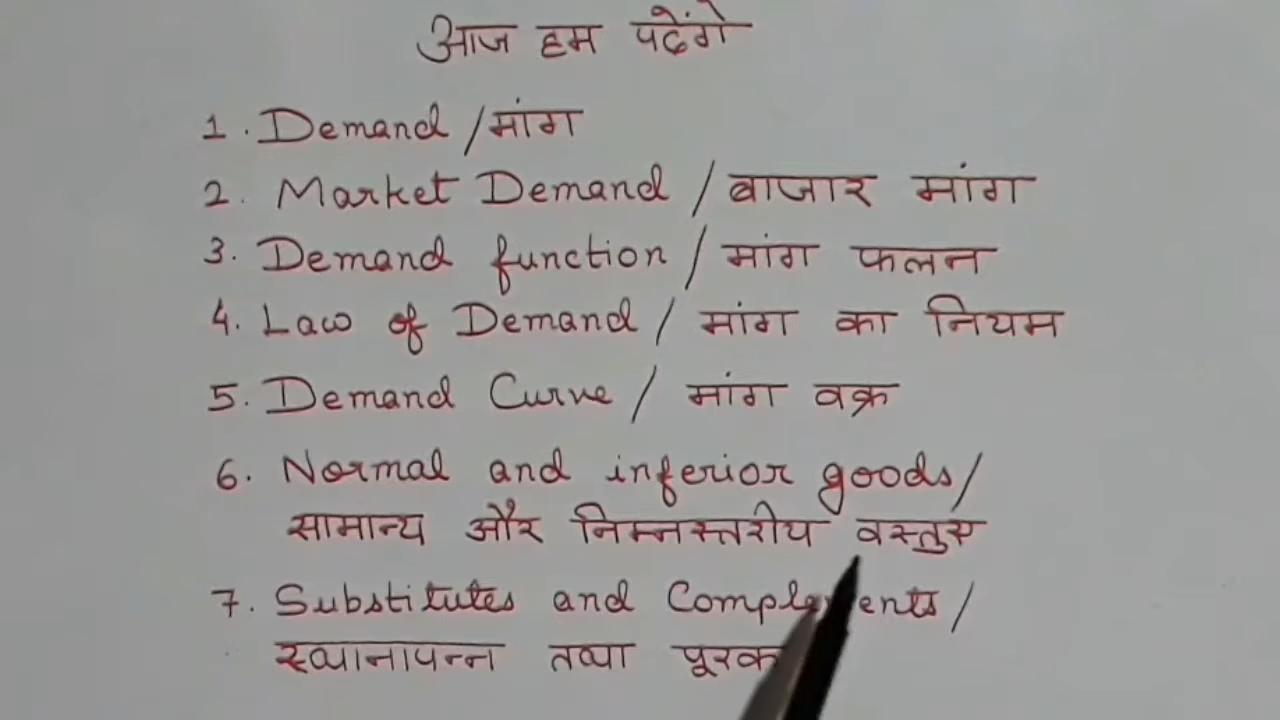 आज हम पढेंगे
1. Demand /मांग
2. Market Demand / बाजार मांग
3. Demand function / मांग फलन
4. Law of Demand / मांग का नियम
5. Demand Curve / मांग वक्र
6. Normal and inferior goods/
सामान्य और निम्नस्तरीय वस्तुए
7. Substitutes and Complements/
स्थानापन्न तथा पूरक